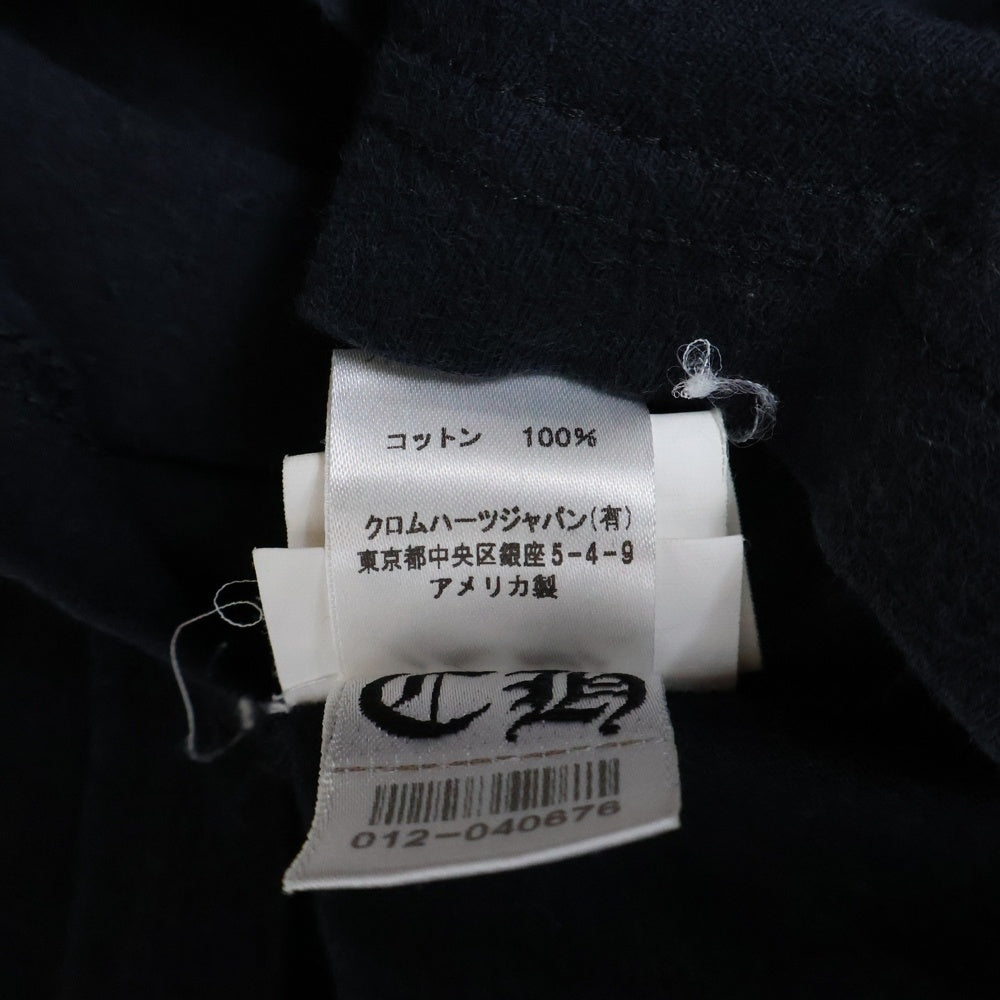 コットン 100%
クロムハーツジャパン(有)
東京都中央区銀座5-4-9
アメリカ製
CH
012-040676